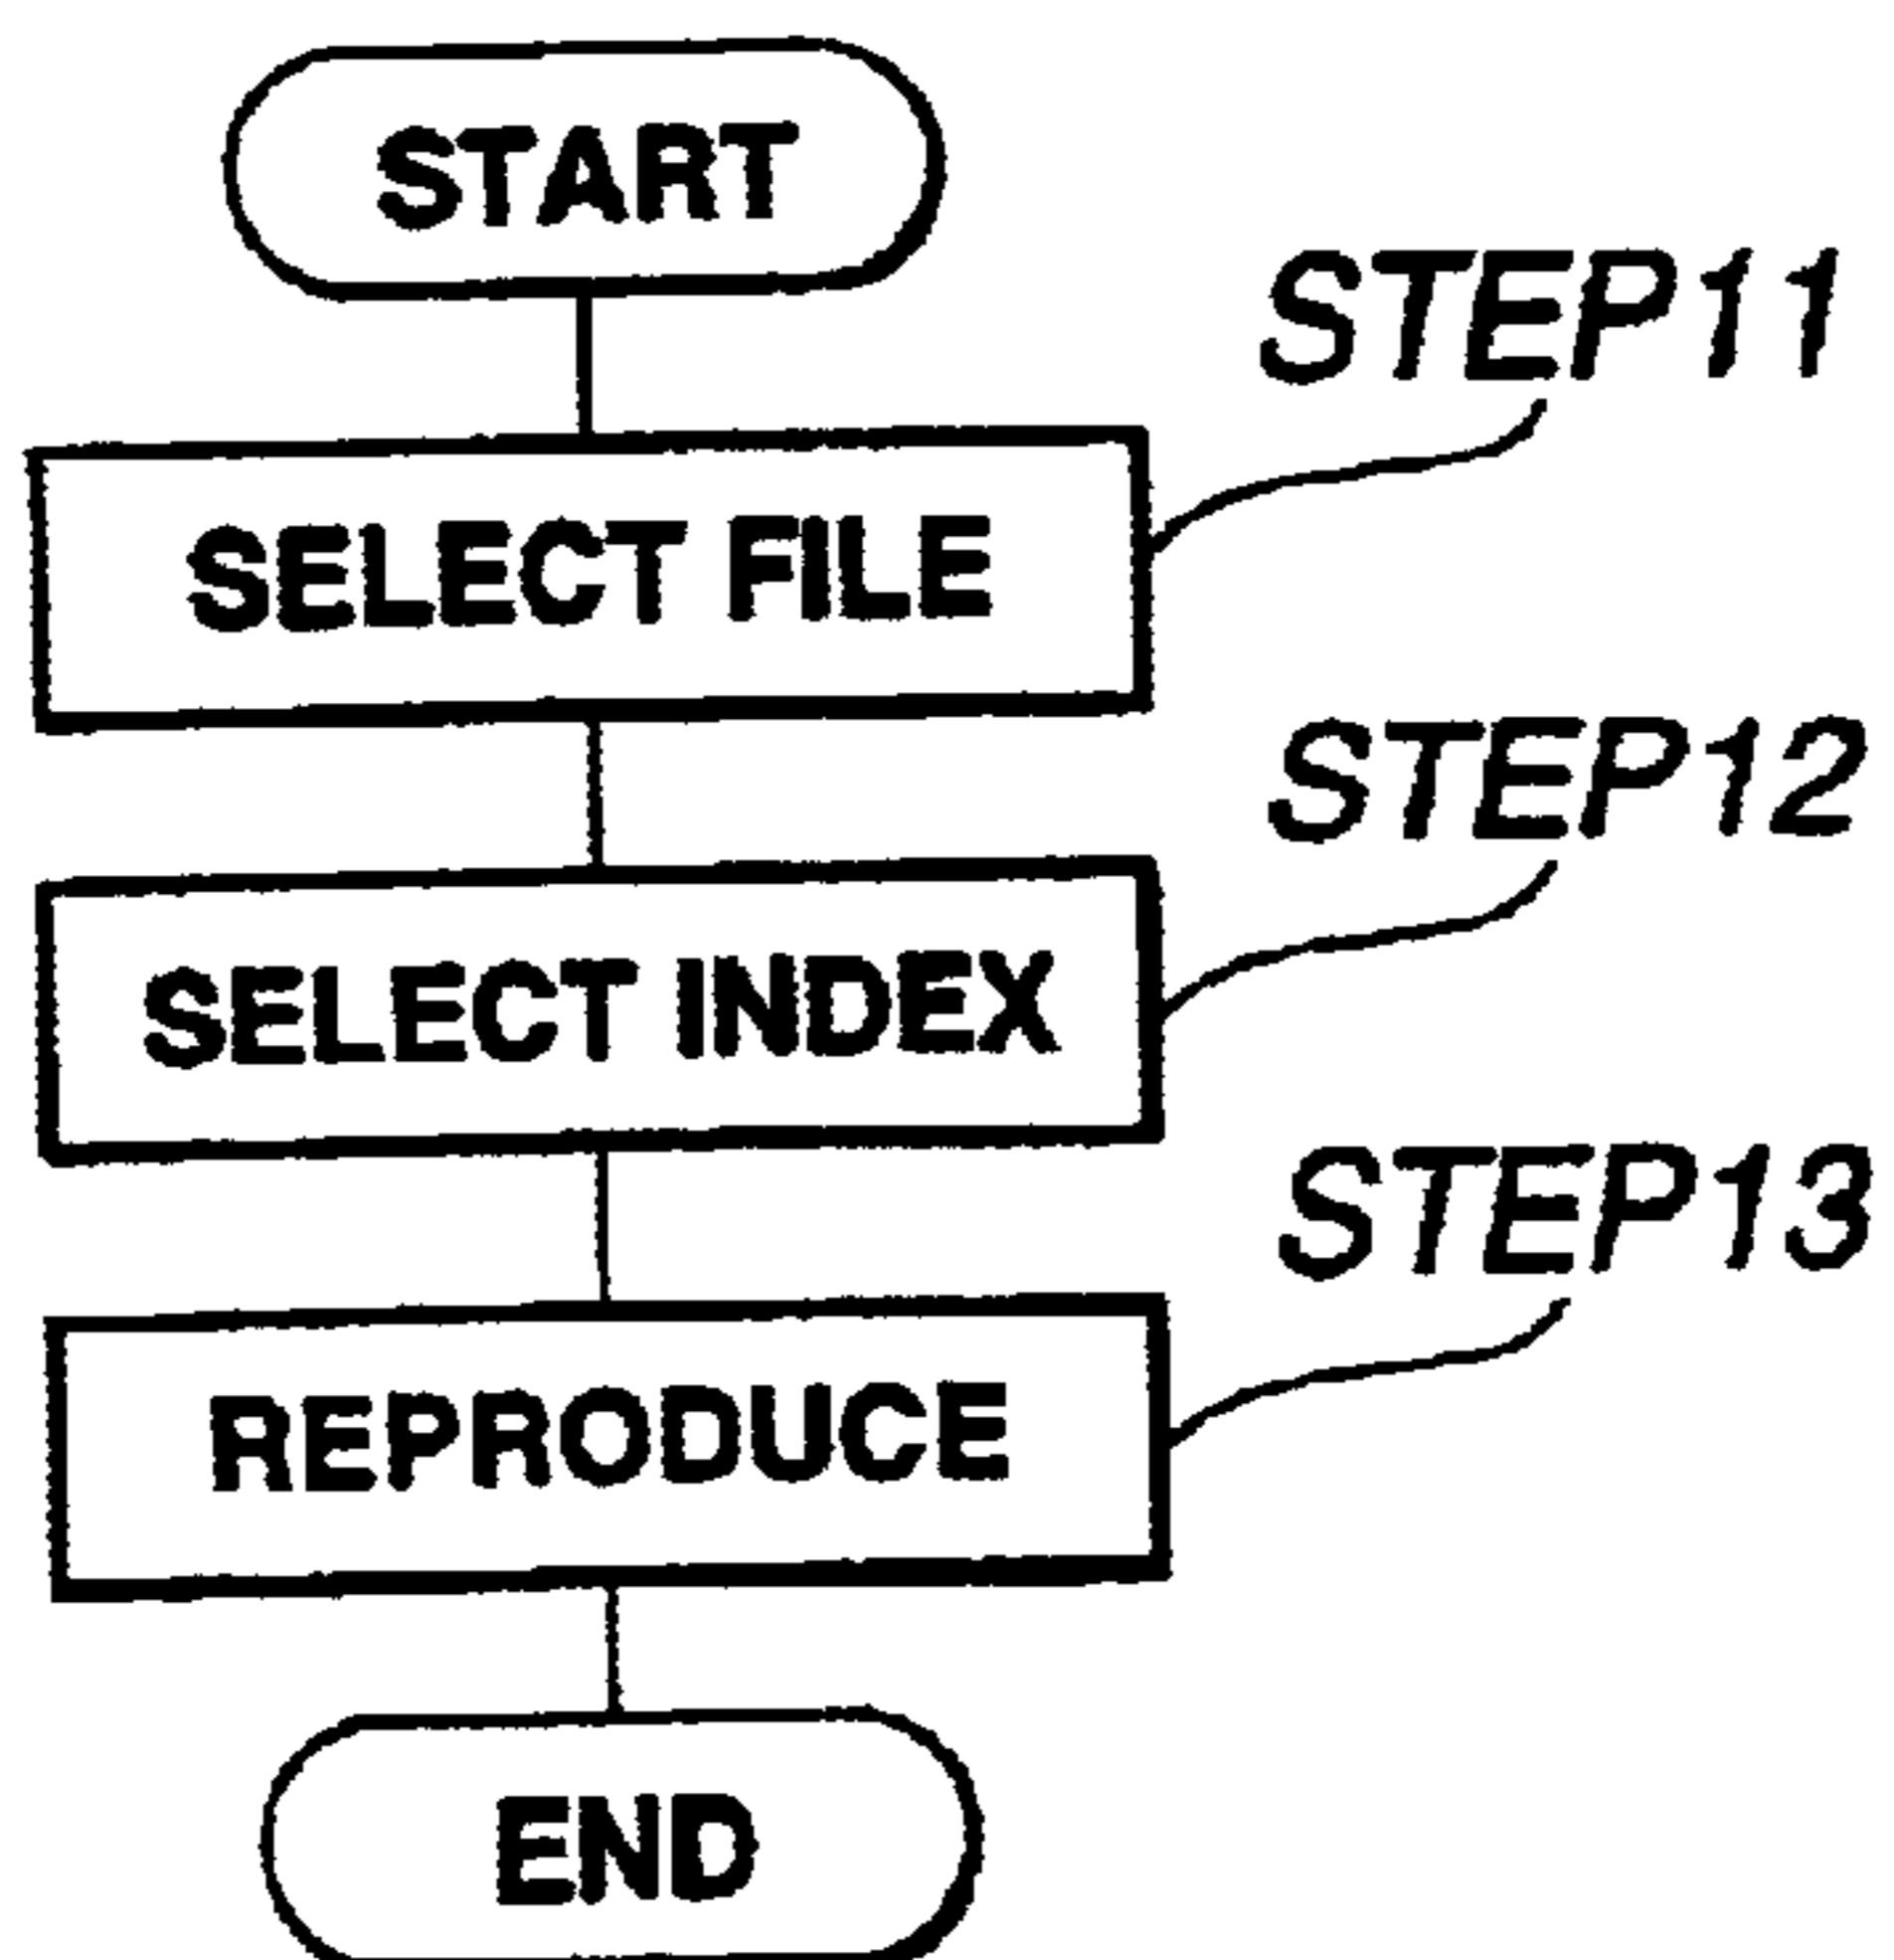 START
STEP11
SELECT FILE
STEP12
SELECT INDEX
STEP13
REPRODUCE
END